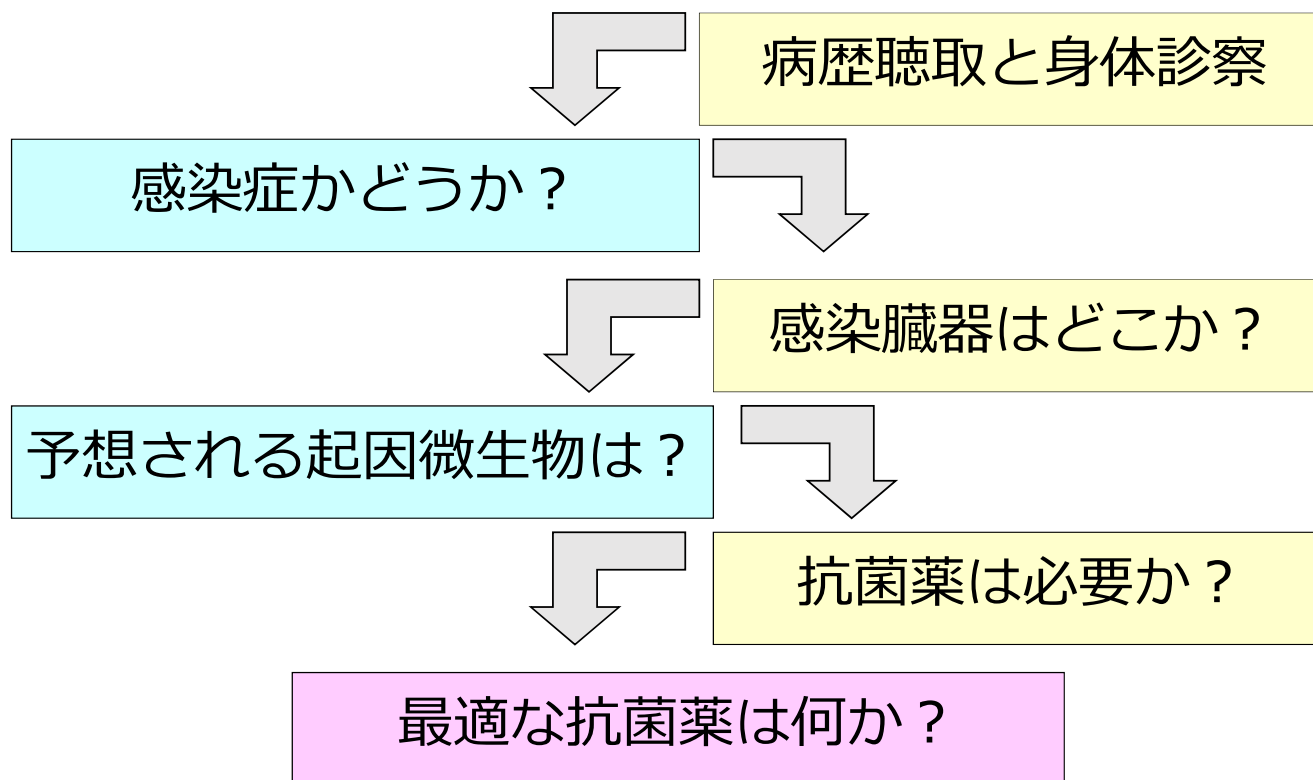 病歴聴取と身体診察
感染症かどうか？
感染臓器はどこか？
予想される起因微生物は？
抗菌薬は必要か？
最適な抗菌薬は何か？